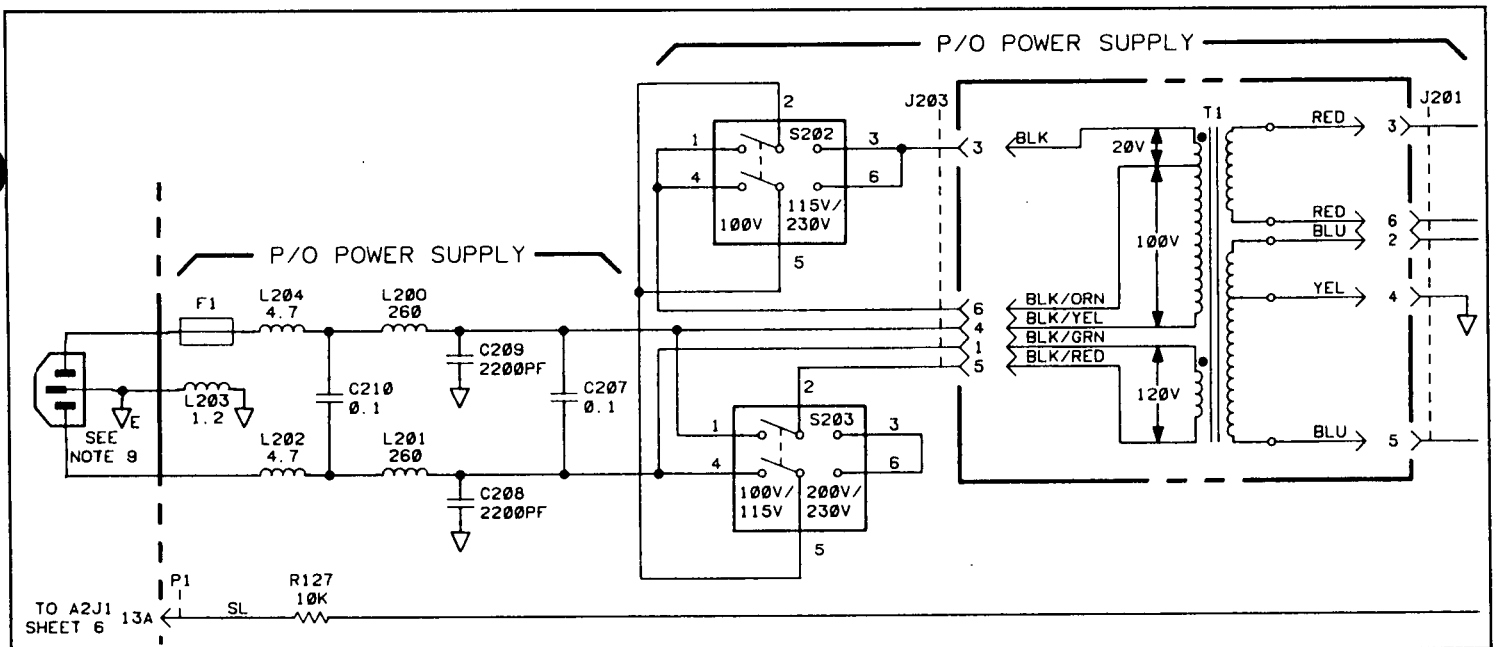 P/O POWER SUPPLY
J203
J201
2
S202
1
3
4
6
100V
115V/
230V
5
3
BLK
T1
20V
100V
RED
3
RED
6
BLU
2
YEL
4
BLU
5
6
BLK/ORN
4
BLK/YEL
1
BLK/GRN
5
BLK/RED
120V
P/O POWER SUPPLY
F1
L204
4.7
L200
260
C209
2200PF
C210
0.1
C207
0.1
L203
1.2
E
SEE
NOTE 9
L202
4.7
L201
260
C208
2200PF
2
S203
1
3
4
6
100V/
115V
200V/
230V
5
P1
R127
10K
TO A2J1
SHEET 6
13A
SL